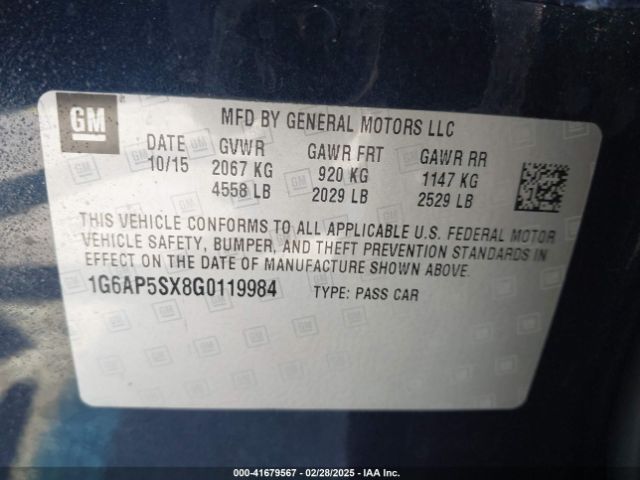 GM
MFD BY GENERAL MOTORS LLC
DATE GVWR GAWR FRT GAWR RR
10/15 2067 KG 920 KG 1147 KG
4558 LB 2029 LB 2529 LB
THIS VEHICLE CONFORMS TO ALL APPLICABLE U.S. FEDERAL MOTOR
VEHICLE SAFETY, BUMPER, AND THEFT PREVENTION STANDARDS IN
EFFECT ON THE DATE OF MANUFACTURE SHOWN ABOVE.
1G6AP5SX8G0119984 TYPE: PASS CAR
000-41679567 - 02/28/2025 - IAA Inc.